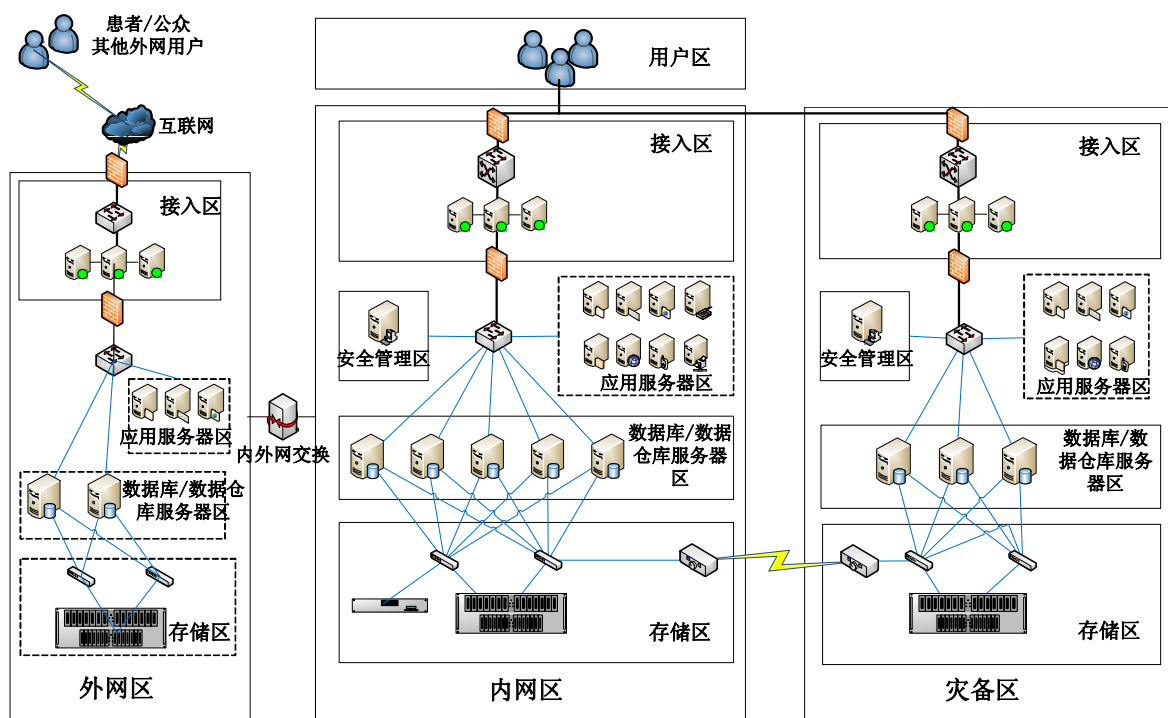 患者/公众
其他外网用户
互联网
接入区
应用服务器区
数据库/数据仓
库服务器区
存储区
外网区
内外网交换
用户区
接入区
安全管理区
应用服务器区
数据库/数据
仓库服务器
区
存储区
内网区
接入区
安全管理区
应用服务器区
数据库/数
据仓库服务
器区
存储区
灾备区